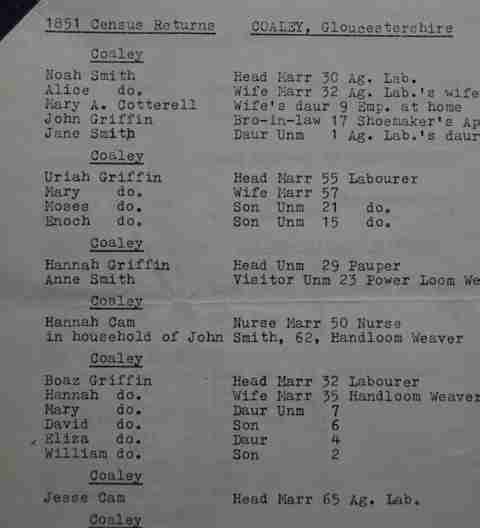 1851 Census Returns COALEY, Gloucestershire
Coaley
Noah Smith Head Marr 30 Ag. Lab.
Alice do. Wife Marr 32 Ag. Lab.'s wife
Mary A. Cotterell Wife's daur 9 Emp. at home
John Griffin Bro-in-law 17 Shoemaker's Ap
Jane Smith Daur Unm 1 Ag. Lab.'s daur
Coaley
Uriah Griffin Head Marr 55 Labourer
Mary do. Wife Marr 57
Moses do. Son Unm 21 do.
Enoch do. Son Unm 15 do.
Coaley
Hannah Griffin Head Unm 29 Pauper
Anne Smith Visitor Unm 23 Power Loom We
Coaley
Hannah Cam Nurse Marr 50 Nurse
in household of John Smith, 62, Handloom Weaver
Coaley
Boaz Griffin Head Marr 32 Labourer
Hannah do. Wife Marr 35 Handloom Weaver
Mary do. Daur Unm 7
David do. Son 6
Eliza do. Daur 4
William do. Son 2
Coaley
Jesse Cam Head Marr 65 Ag. Lab.
Coaley